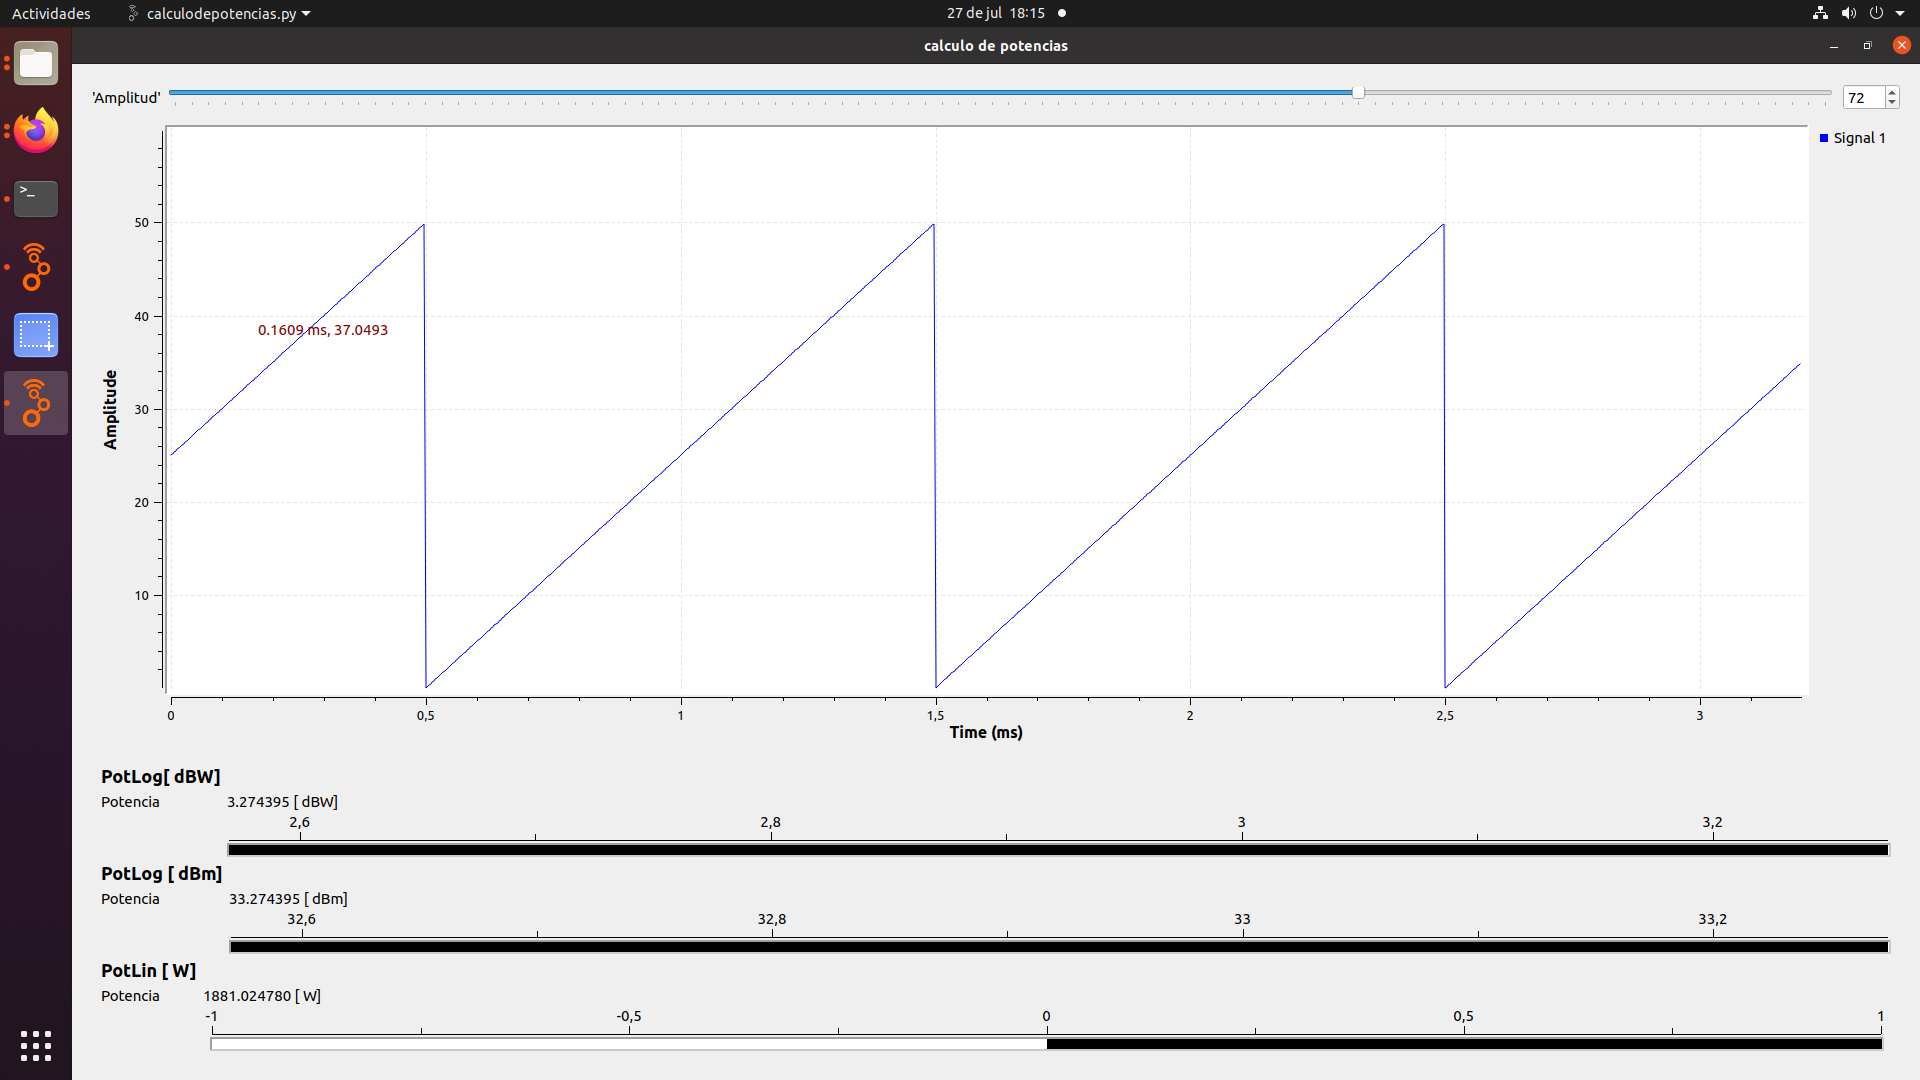 Actividades
calculodepotencias.py
27 de jul 18:15
calculo de potencias
'Amplitud'
72
Signal 1
50
40
30
20
10
Amplitude
0.1609 ms, 37.0493
0 0,5 1 1,5 2 2,5 3
Time (ms)
PotLog[ dBW]
Potencia 3.274395 [ dBW]
2,6 2,8 3 3,2
PotLog [ dBm]
Potencia 33.274395 [ dBm]
32,6 32,8 33 33,2
PotLin [ W]
Potencia 1881.024780 [ W]
-1 -0,5 0 0,5 1